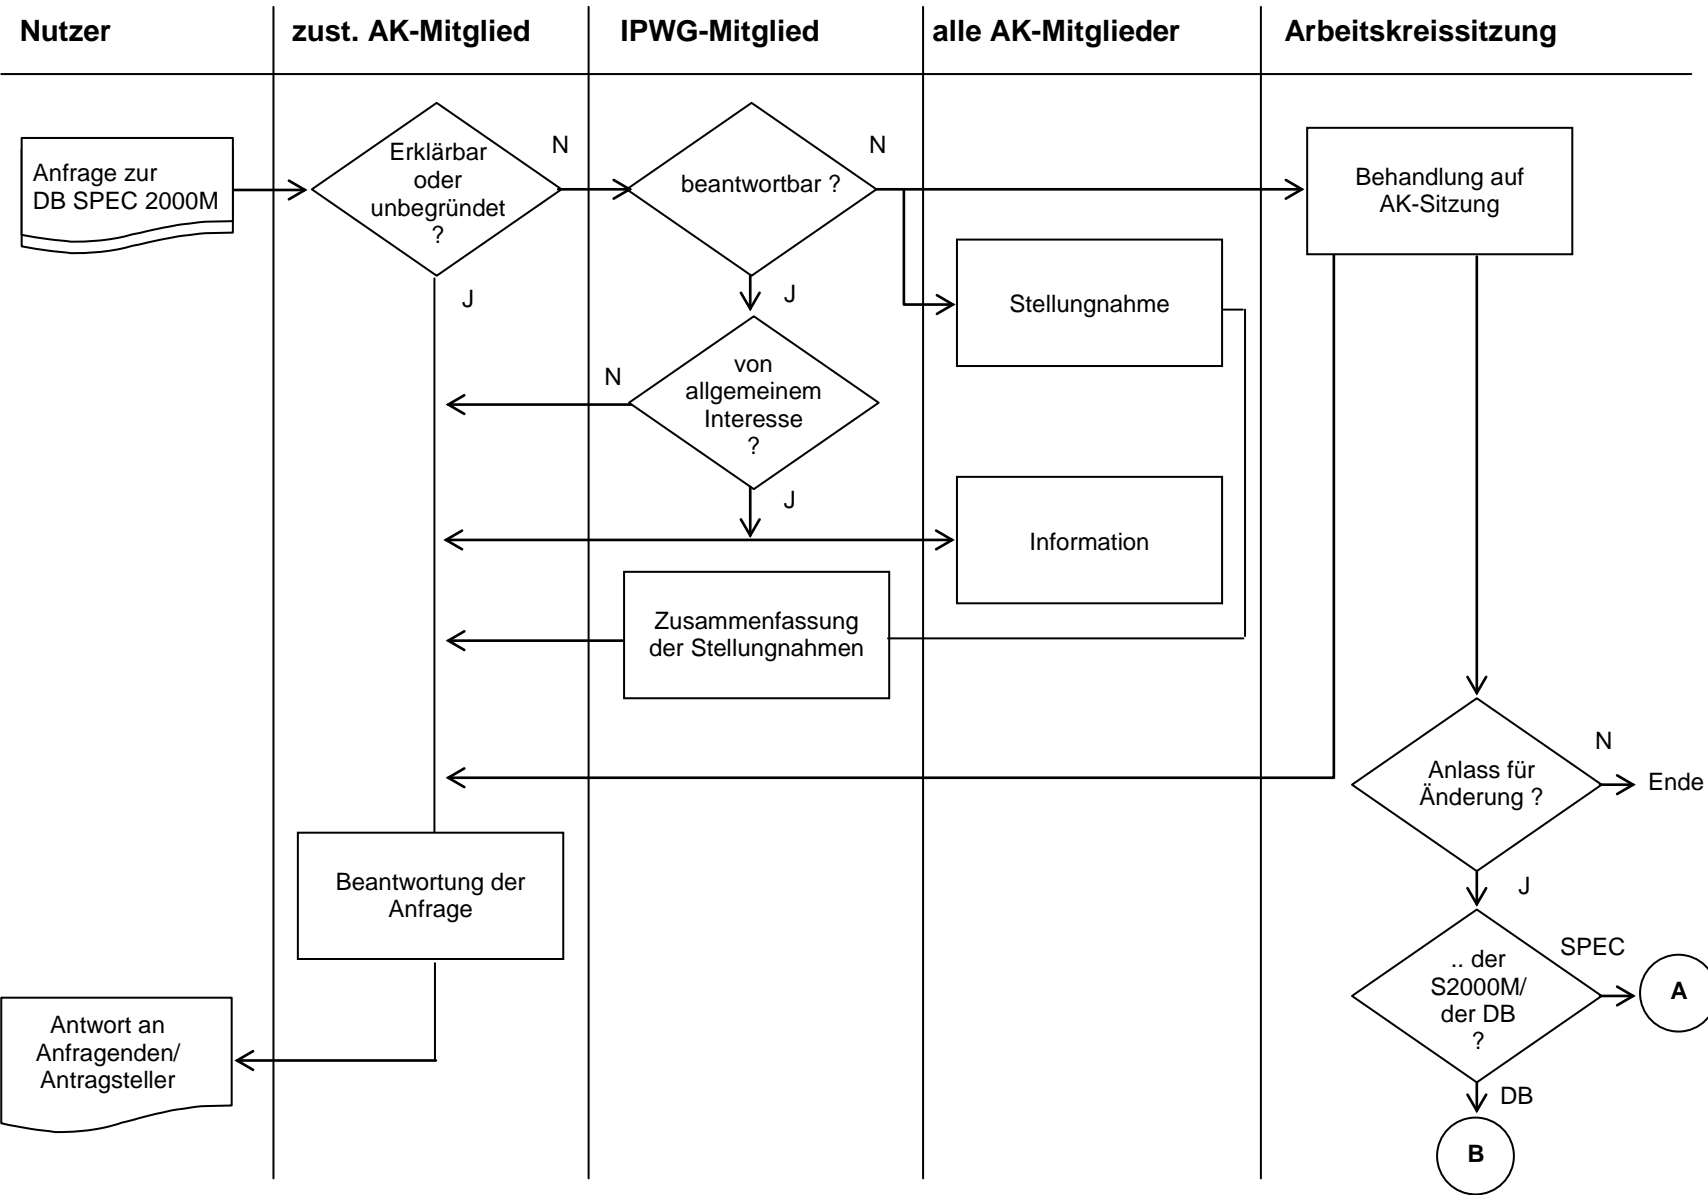 Nutzer
zust. AK-Mitglied
IPWG-Mitglied
alle AK-Mitglieder
Arbeitskreissitzung
Anfrage zur
DB SPEC 2000M
Erklärbar
oder
unbegründet
?
N
J
beantwortbar ?
N
J
Behandlung auf
AK-Sitzung
Stellungnahme
von
allgemeinem
Interesse
?
N
J
Information
Zusammenfassung
der Stellungnahmen
Anlass für
Änderung ?
N
Ende
J
Beantwortung der
Anfrage
.. der
S2000M/
der DB
?
SPEC
A
DB
B
Antwort an
Anfragenden/
Antragsteller